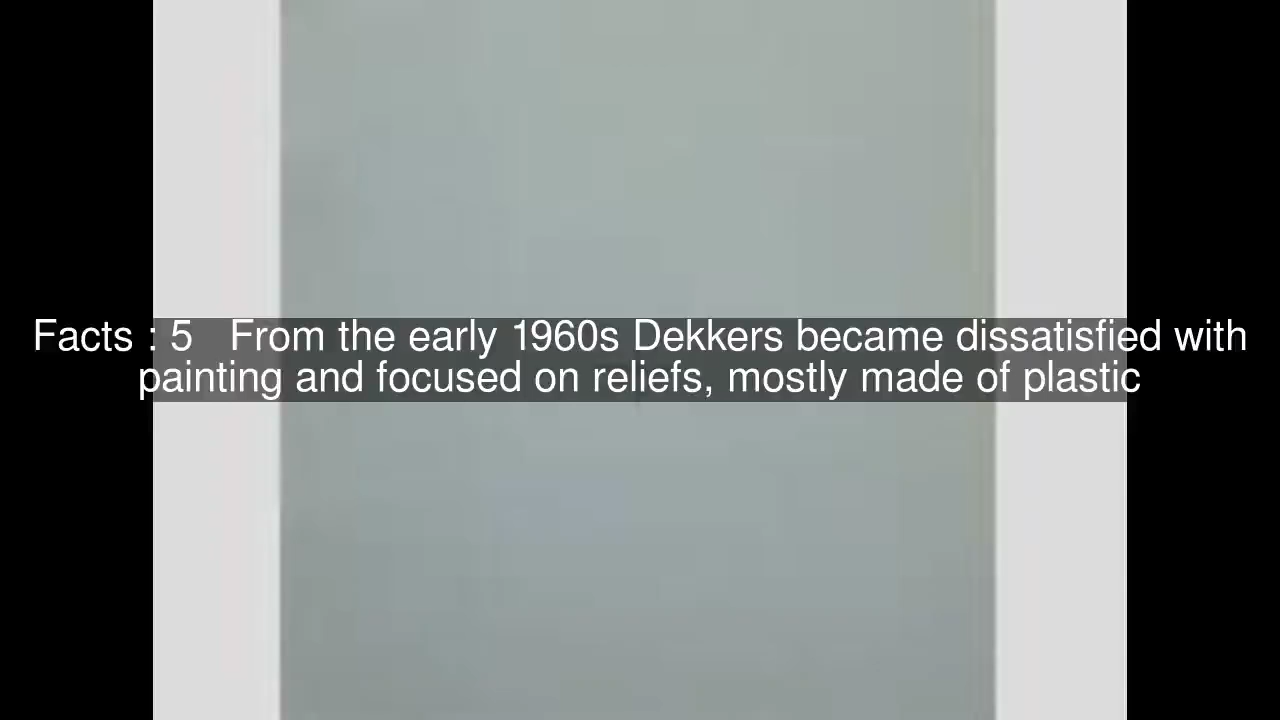 Facts : 5 From the early 1960s Dekkers became dissatisfied with
painting and focused on reliefs, mostly made of plastic